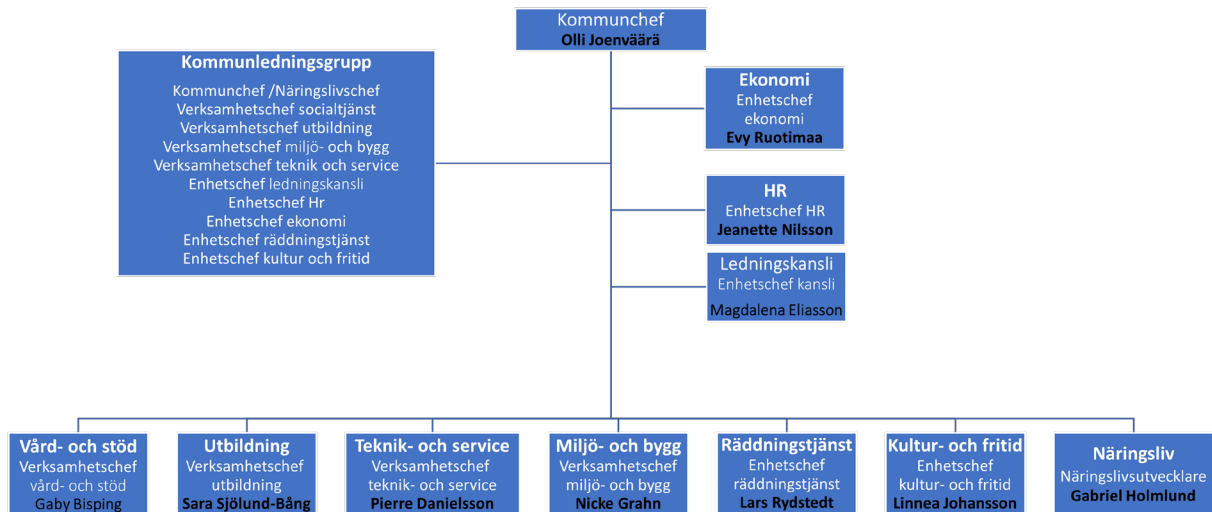 Kommunchef
Olli Joenväärä
Kommunledningsgrupp
Kommunchef /Näringslivschef
Verksamhetschef socialtjänst
Verksamhetschef utbildning
Verksamhetschef miljö- och bygg
Verksamhetschef teknik och service
Enhetschef ledningskansli
Enhetschef Hr
Enhetschef ekonomi
Enhetschef räddningstjänst
Enhetschef kultur och fritid
Ekonomi
Enhetschef
ekonomi
Evy Ruotimaa
HR
Enhetschef HR
Jeanette Nilsson
Ledningskansli
Enhetschef kansli
Magdalena Eliasson
Vård- och stöd
Verksamhetschef
vård- och stöd
Gaby Bisping
Utbildning
Verksamhetschef
utbildning
Sara Sjölund-Bång
Teknik- och service
Verksamhetschef
teknik- och service
Pierre Danielsson
Miljö- och bygg
Verksamhetschef
miljö- och bygg
Nicke Grahn
Räddningstjänst
Enhetschef
räddningstjänst
Lars Rydstedt
Kultur- och fritid
Enhetschef
kultur- och fritid
Linnea Johansson
Näringsliv
Näringslivsutvecklare
Gabriel Holmlund